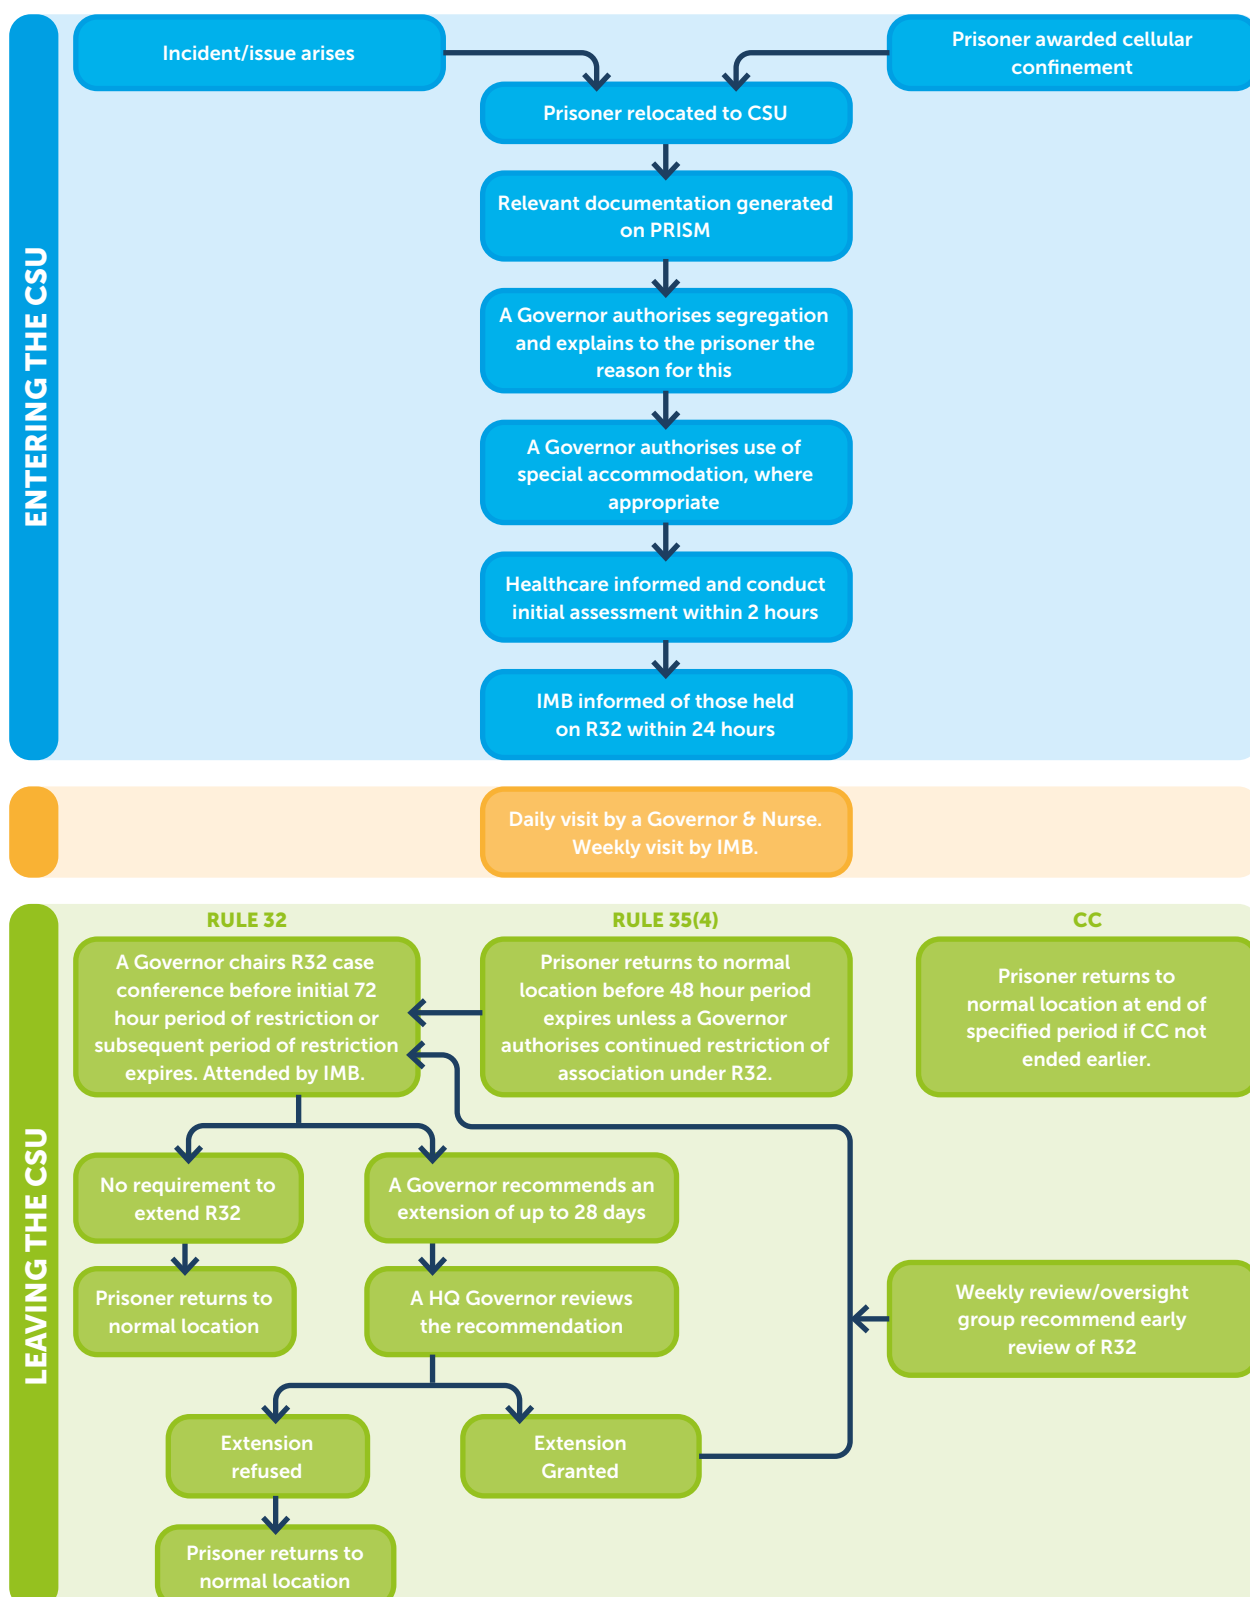 ENTERING THE CSU
Incident/issue arises
Prisoner awarded cellular
confinement
Prisoner relocated to CSU
Relevant documentation generated
on PRISM
A Governor authorises segregation
and explains to the prisoner the
reason for this
A Governor authorises use of
special accommodation, where
appropriate
Healthcare informed and conduct
initial assessment within 2 hours
IMB informed of those held
on R32 within 24 hours
Daily visit by a Governor & Nurse.
Weekly visit by IMB.
LEAVING THE CSU
RULE 32
A Governor chairs R32 case
conference before initial 72
hour period of restriction or
subsequent period of restriction
expires. Attended by IMB.
RULE 35(4)
Prisoner returns to normal
location before 48 hour period
expires unless a Governor
authorises continued restriction of
association under R32.
CC
Prisoner returns to
normal location at end of
specified period if CC not
ended earlier.
No requirement to
extend R32
A Governor recommends an
extension of up to 28 days
Prisoner returns to
normal location
A HQ Governor reviews
the recommendation
Weekly review/oversight
group recommend early
review of R32
Extension
refused
Extension
Granted
Prisoner returns to
normal location